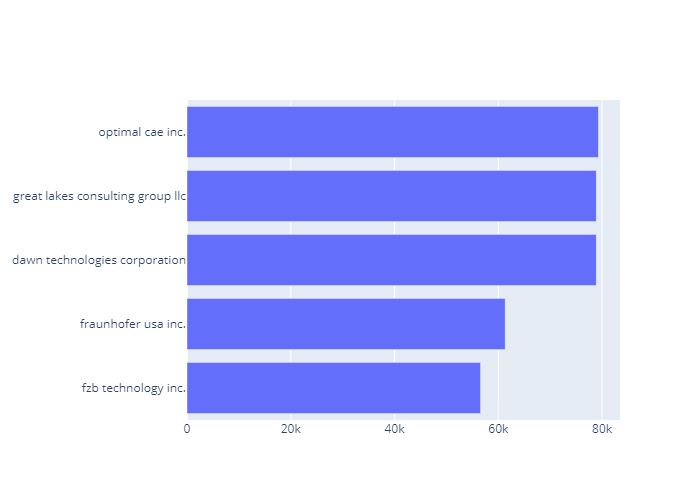 optimal cae inc.
great lakes consulting group llc
dawn technologies corporation
fraunhofer usa inc.
fzb technology inc.
0 20k 40k 60k 80k